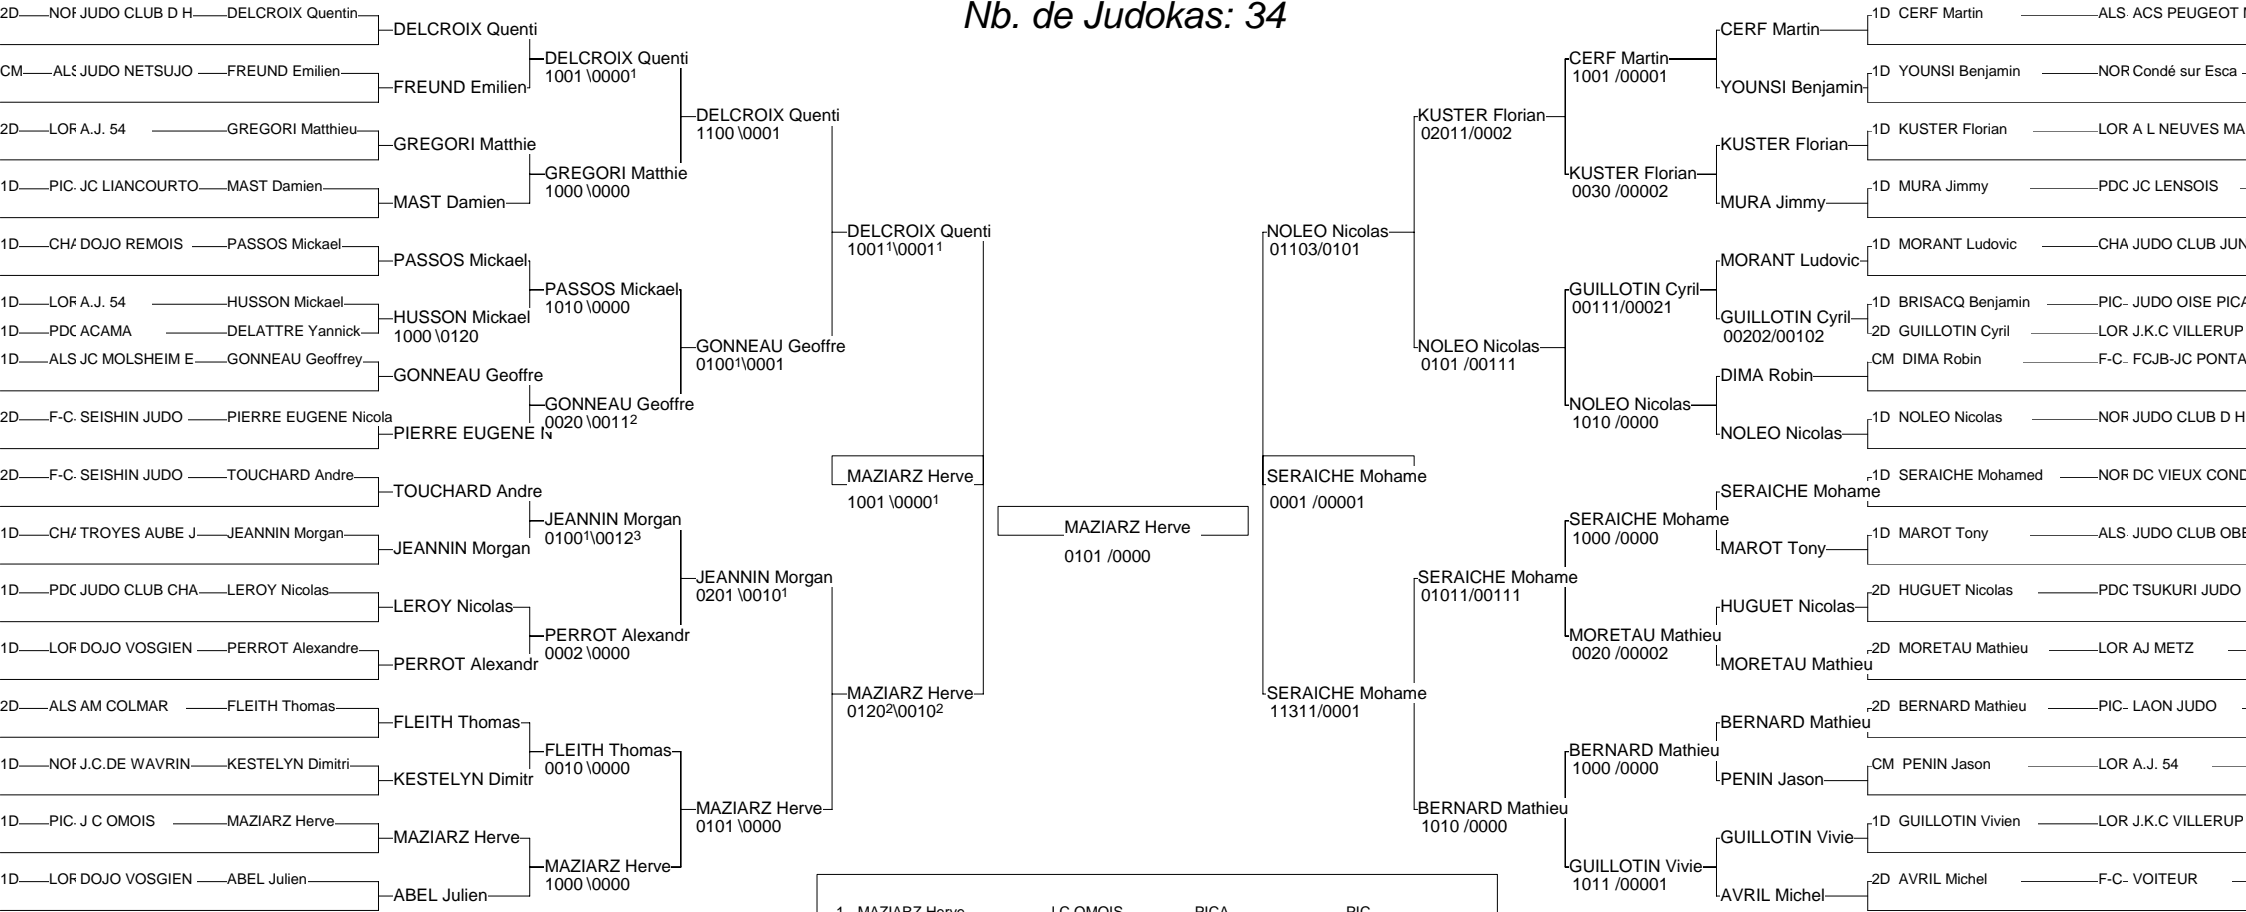 Nb. de Judokas: 34
2D NOR JUDO CLUB D H DELCROIX Quentin
CM ALS JUDO NETSUJO FREUND Emilien
2D LOR A.J. 54 GREGORI Matthieu
1D PIC- JC LIANCOURTO MAST Damien
1D CHA DOJO REMOIS PASSOS Mickael
1D LOR A.J. 54 HUSSON Mickael
1D PDC ACAMA DELATTRE Yannick
1D ALS JC MOLSHEIM E GONNEAU Geoffrey
2D F-C- SEISHIN JUDO PIERRE EUGENE Nicola
2D F-C- SEISHIN JUDO TOUCHARD Andre
1D CHA TROYES AUBE J JEANNIN Morgan
1D PDC JUDO CLUB CHA LEROY Nicolas
1D LOR DOJO VOSGIEN PERROT Alexandre
2D ALS AM COLMAR FLEITH Thomas
1D NOR J.C.DE WAVRIN KESTELYN Dimitri
1D PIC- J C OMOIS MAZIARZ Herve
1D LOR DOJO VOSGIEN ABEL Julien
DELCROIX Quenti
FREUND Emilien
GREGORI Matthie
MAST Damien
PASSOS Mickael
HUSSON Mickael
1000 \0120
GONNEAU Geoffre
PIERRE EUGENE N
TOUCHARD Andre
JEANNIN Morgan
LEROY Nicolas
PERROT Alexandr
FLEITH Thomas
KESTELYN Dimitr
MAZIARZ Herve
ABEL Julien
DELCROIX Quenti
1001 \0000¹
GREGORI Matthie
1000 \0000
PASSOS Mickael
1010 \0000
GONNEAU Geoffre
0020 \0011²
JEANNIN Morgan
0100¹\0012³
PERROT Alexandr
0002 \0000
FLEITH Thomas
0010 \0000
MAZIARZ Herve
1000 \0000
DELCROIX Quenti
1100 \0001
GONNEAU Geoffre
0100¹\0001
JEANNIN Morgan
0201 \0010¹
MAZIARZ Herve
0101 \0000
DELCROIX Quenti
1001¹\0001¹
MAZIARZ Herve
0120²\0010²
MAZIARZ Herve
1001 \0000¹
MAZIARZ Herve
0101 /0000
SERAICHE Mohame
0001 /00001
NOLEO Nicolas
01103/0101
SERAICHE Mohame
11311/0001
KUSTER Florian
02011/0002
NOLEO Nicolas
0101 /00111
SERAICHE Mohame
01011/00111
BERNARD Mathieu
1010 /0000
CERF Martin
1001 /00001
KUSTER Florian
0030 /00002
GUILLOTIN Cyril
00111/00021
NOLEO Nicolas
1010 /0000
SERAICHE Mohame
1000 /0000
MORETAU Mathieu
0020 /00002
BERNARD Mathieu
1000 /0000
GUILLOTIN Vivie
1011 /00001
CERF Martin
YOUNSI Benjamin
KUSTER Florian
MURA Jimmy
MORANT Ludovic
GUILLOTIN Cyril
00202/00102
DIMA Robin
NOLEO Nicolas
SERAICHE Mohame
MAROT Tony
HUGUET Nicolas
MORETAU Mathieu
BERNARD Mathieu
PENIN Jason
GUILLOTIN Vivie
AVRIL Michel
1D CERF Martin ALS- ACS PEUGEOT
1D YOUNSI Benjamin NOR Condé sur Esca
1D KUSTER Florian LOR A L NEUVES MA
1D MURA Jimmy PDC JC LENSOIS
1D MORANT Ludovic CHA JUDO CLUB JUN
1D BRISACQ Benjamin PIC- JUDO OISE PICA
2D GUILLOTIN Cyril LOR J.K.C VILLERUP
CM DIMA Robin F-C- FCJB-JC PONTA
1D NOLEO Nicolas NOR JUDO CLUB D H
1D SERAICHE Mohamed NOR DC VIEUX COND
1D MAROT Tony ALS- JUDO CLUB OBE
2D HUGUET Nicolas PDC TSUKURI JUDO
2D MORETAU Mathieu LOR AJ METZ
2D BERNARD Mathieu PIC- LAON JUDO
CM PENIN Jason LOR A.J. 54
1D GUILLOTIN Vivien LOR J.K.C VILLERUP
2D AVRIL Michel F-C- VOITEUR
1 MAZIARZ Herve J C OMOIS PICA PIC